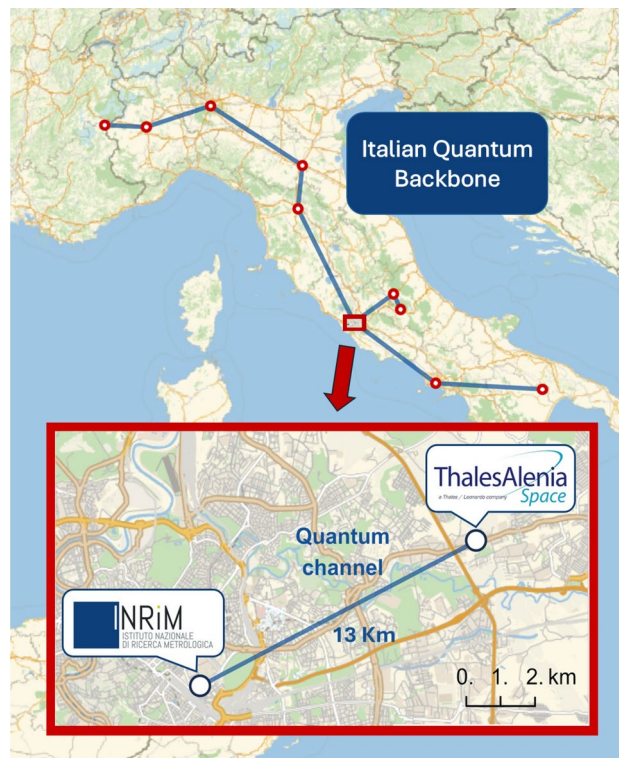 Italian Quantum
Backbone
ThalesAlenia
a Thales / Leonardo company
Space
Quantum
channel
INRiM
ISTITUTO NAZIONALE
DI RICERCA METROLOGICA
13 Km
0. 1. 2. km